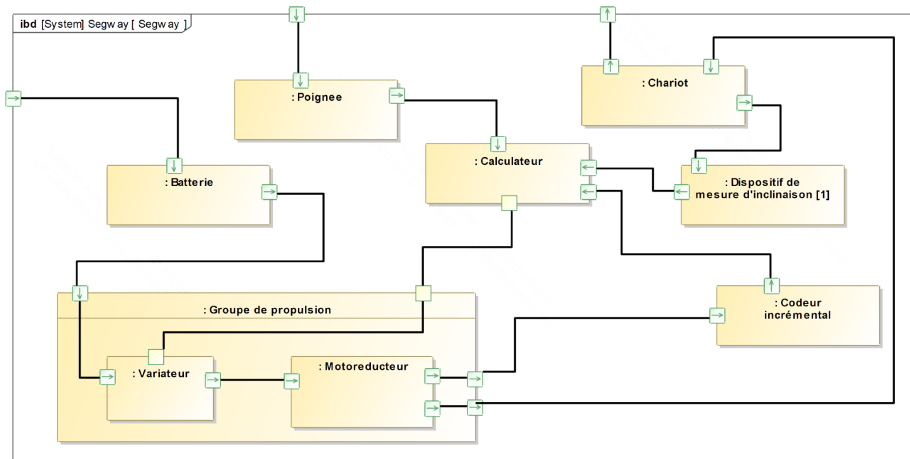 ibd [System] Segway [ Segway ]
: Poignee
: Chariot
: Calculateur
: Batterie
: Dispositif de
mesure d'inclinaison [1]
: Groupe de propulsion
: Codeur
incrémental
: Variateur
: Motoreducteur